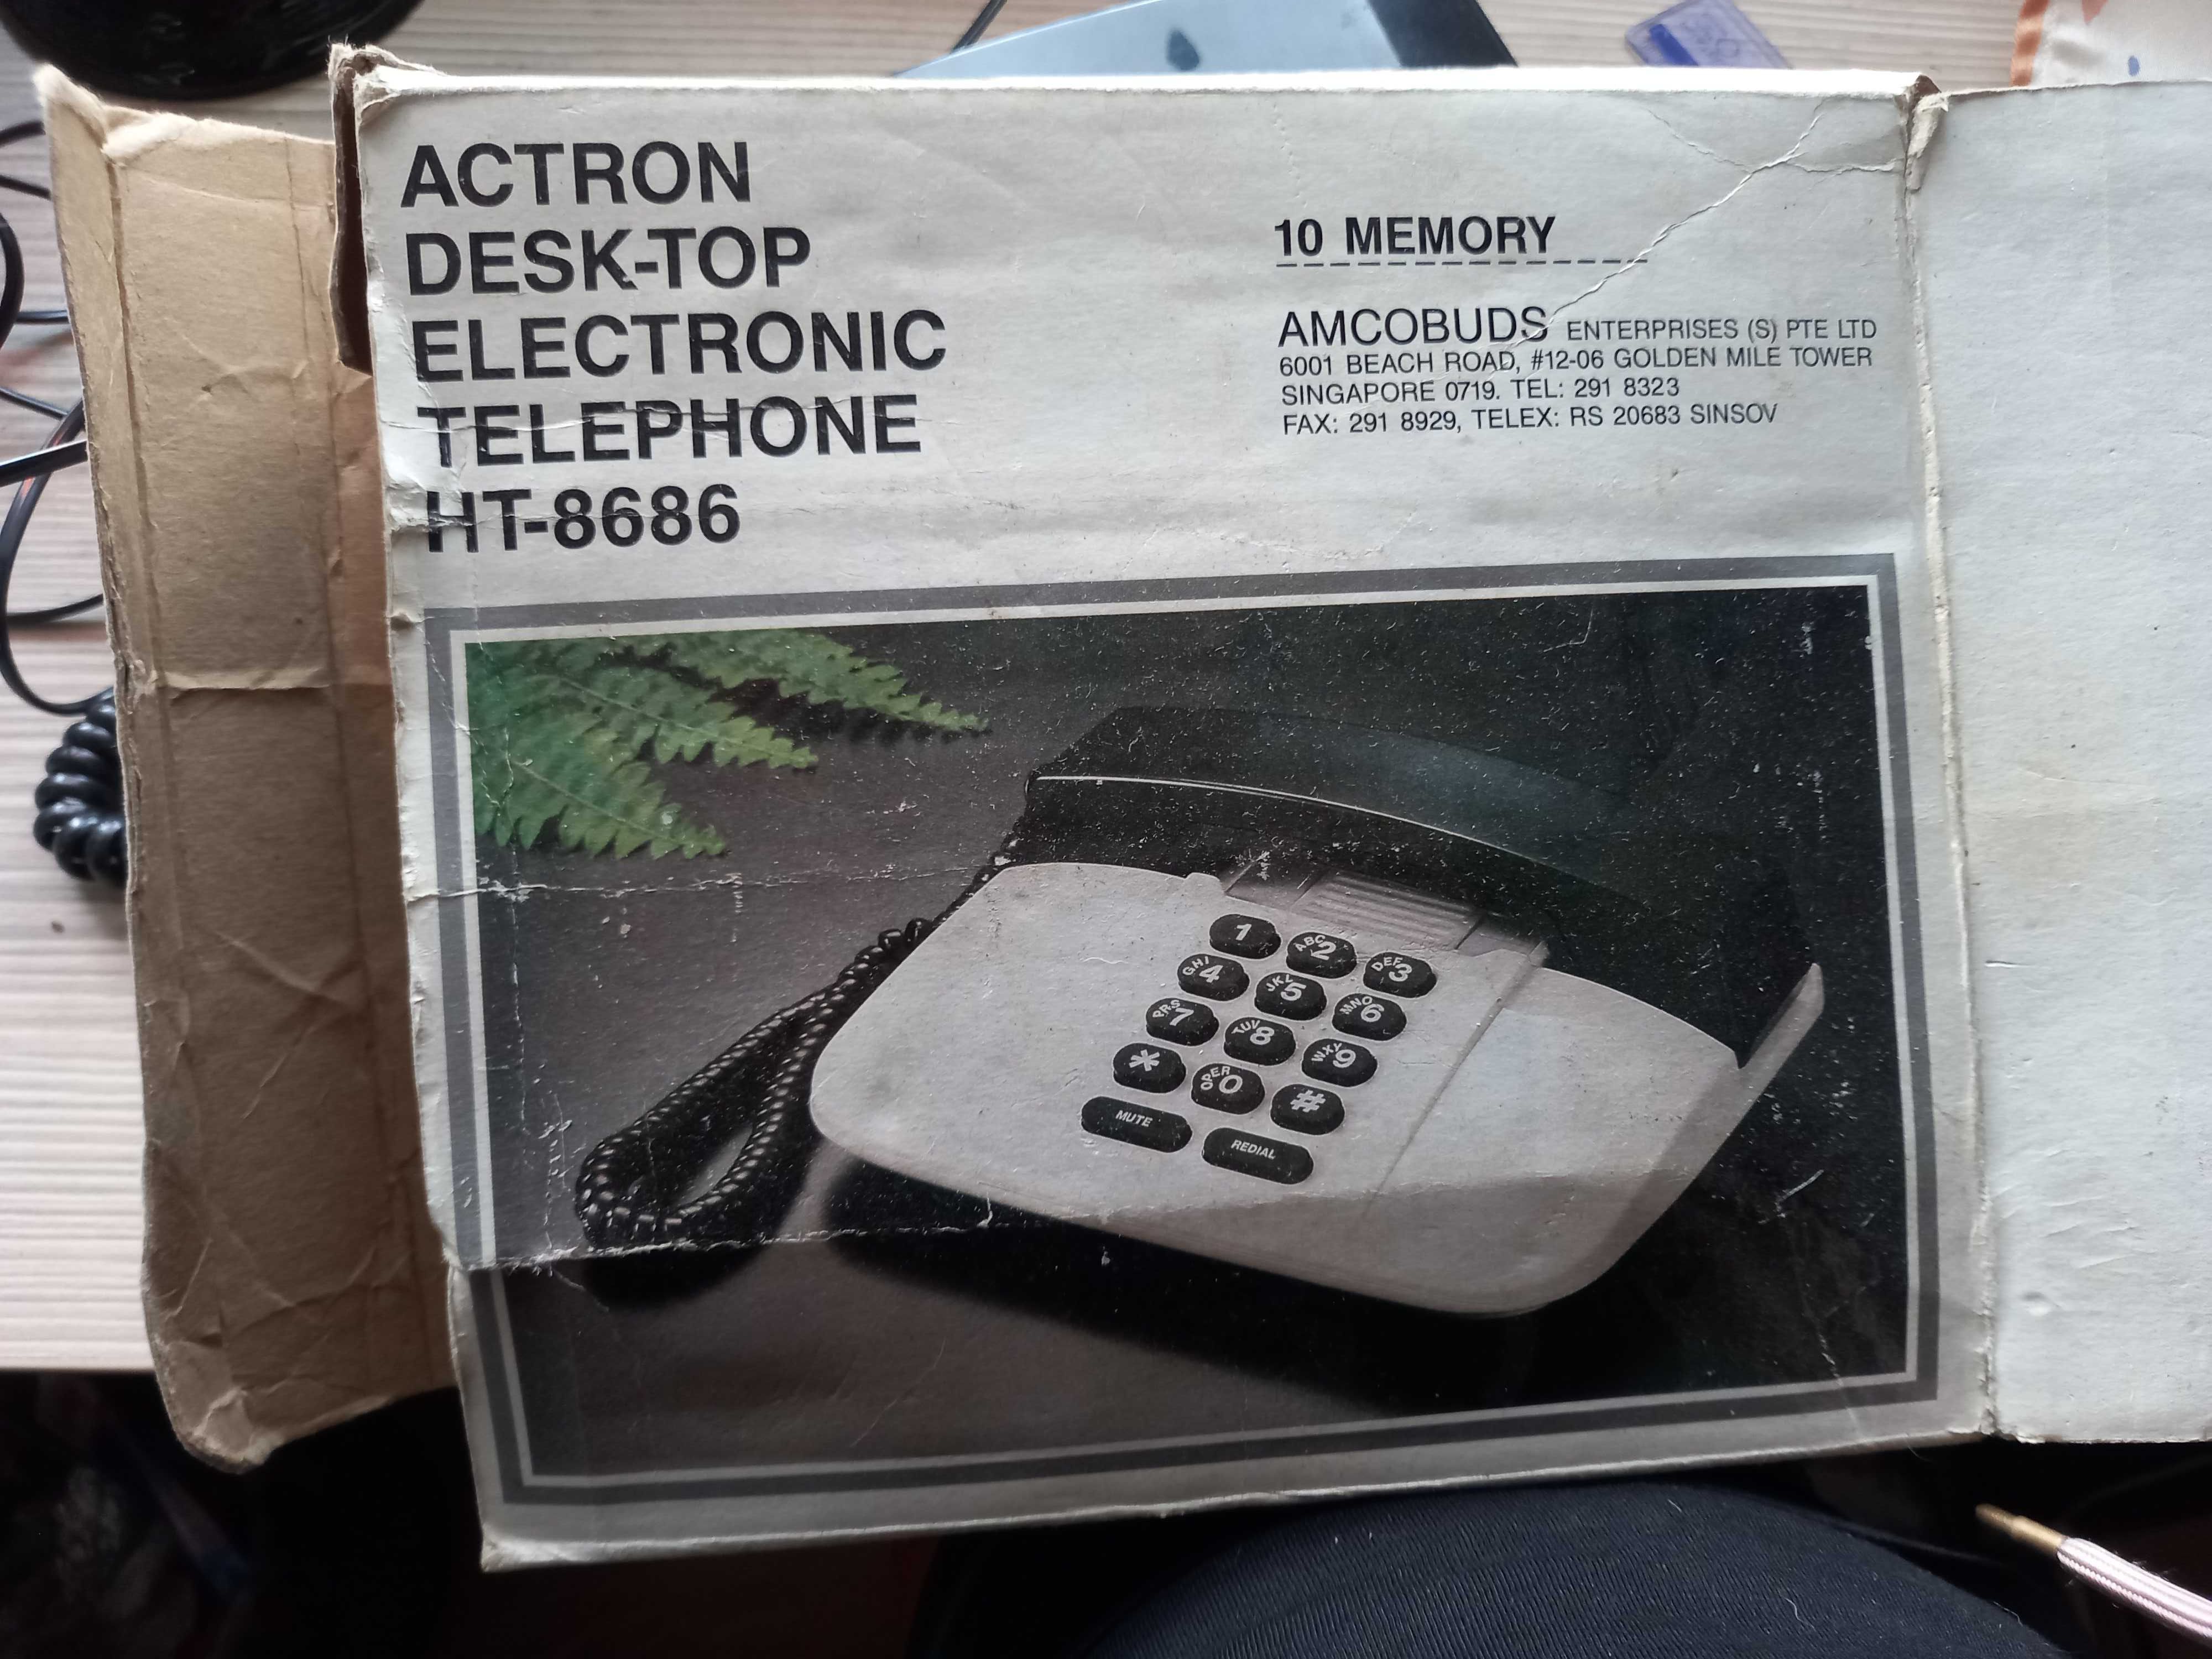 ACTRON
DESK-TOP
ELECTRONIC
TELEPHONE
HT-8686
10 MEMORY
AMCOBUDS ENTERPRISES (S) PTE LTD
6001 BEACH ROAD, #12-06 GOLDEN MILE TOWER
SINGAPORE 0719. TEL: 291 8323
FAX: 291 8929, TELEX: RS 20683 SINSOV
1 ABC 2 DEF 3
GHI 4 JKL 5 MNO 6
PRS 7 TUV 8 WXY 9
* OPER 0 #
MUTE REDIAL